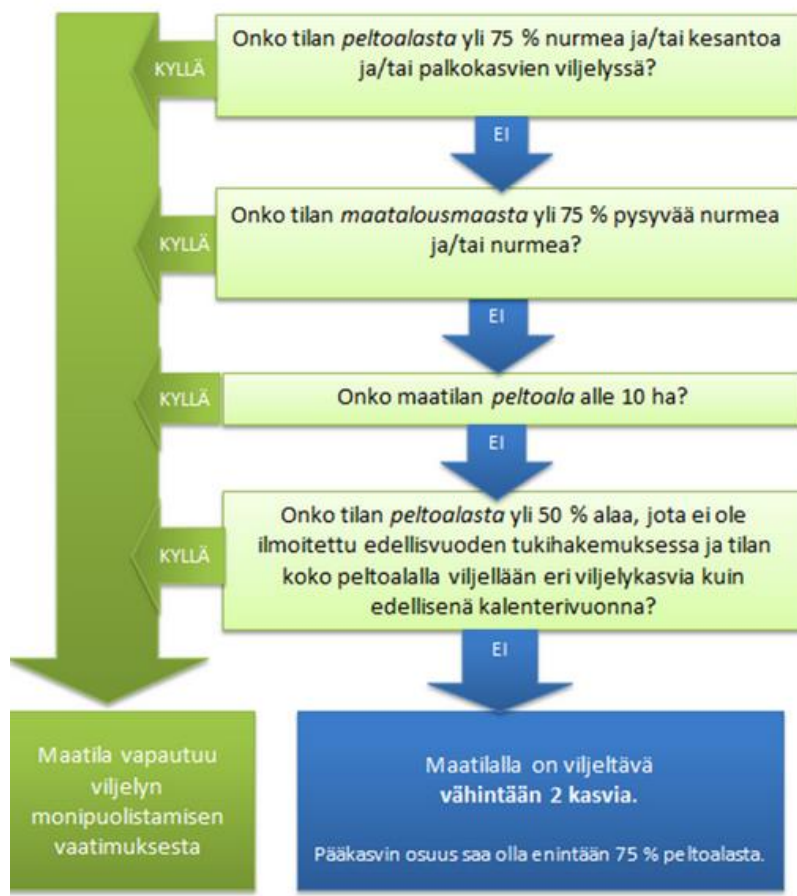 Onko tilan peltoalasta yli 75 % nurmea ja/tai kesantoa
ja/tai palkokasvien viljelyssä?
KYLLÄ
EI
Onko tilan maatalousmaasta yli 75 % pysyvää nurmea
ja/tai nurmea?
KYLLÄ
EI
Onko maatilan peltoala alle 10 ha?
KYLLÄ
EI
Onko tilan peltoalasta yli 50 % alaa, jota ei ole
ilmoitettu edellisvuoden tukihakemuksessa ja tilan
koko peltoalalla viljellään eri viljelykasvia kuin
edellisenä kalenterivuonna?
KYLLÄ
EI
Maatila vapautuu
viljelyn
monipuolistamisen
vaatimuksesta
Maatilalla on viljeltävä
vähintään 2 kasvia.
Pääkasvin osuus saa olla enintään 75 % peltoalasta.